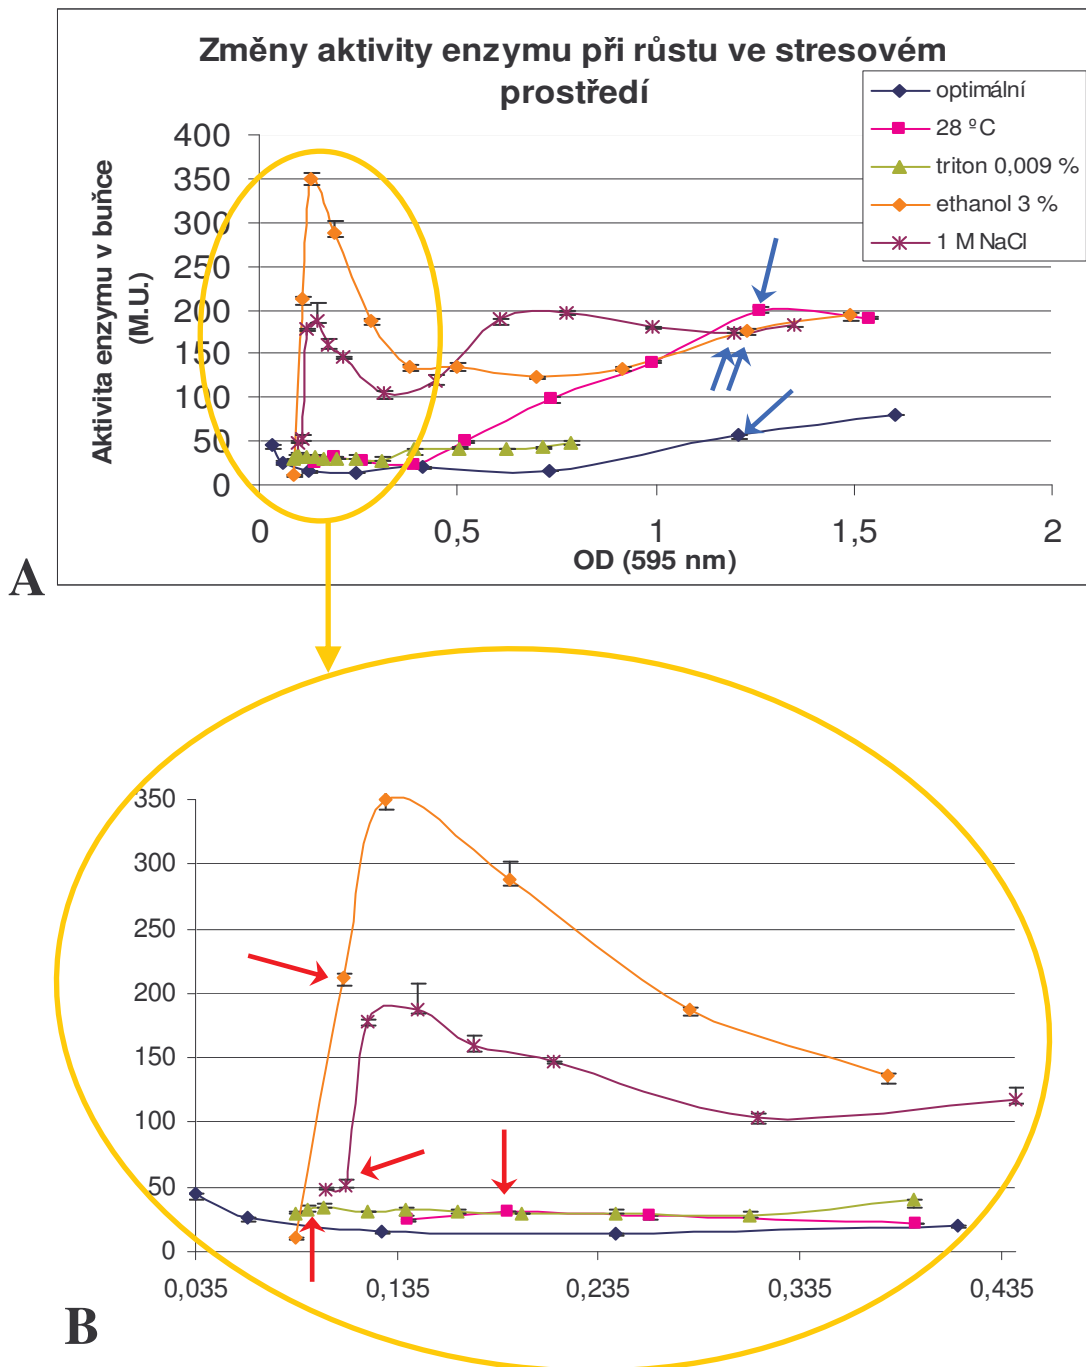 Změny aktivity enzymu při růstu ve stresovém
prostředí
optimální
28 ºC
triton 0,009 %
ethanol 3 %
1 M NaCl
Aktivita enzymu v buňce
(M.U.)
400
350
300
250
200
150
100
50
0
0
0,5
1
1,5
2
OD (595 nm)
A
350
300
250
200
150
100
50
0
0,035
0,135
0,235
0,335
0,435
B